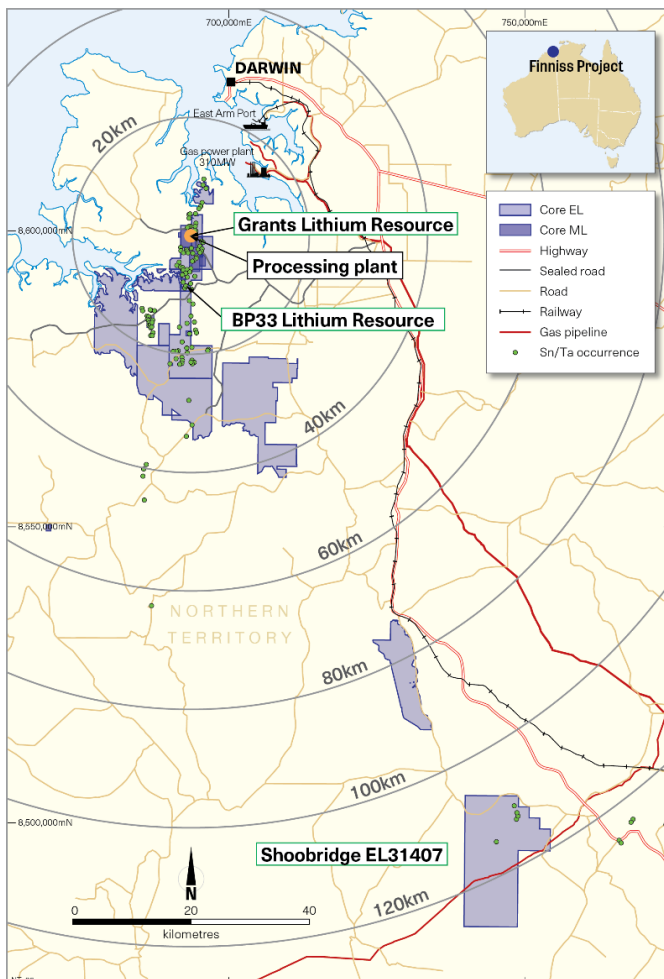 700,000mE
750,000mE
DARWIN
Finniss Project
East Arm Port
20km
Gas power plant
310MW
Core EL
Core ML
Highway
Sealed road
Road
Railway
Gas pipeline
Sn/Ta occurrence
Grants Lithium Resource
8,600,000mN
Processing plant
BP33 Lithium Resource
40km
8,550,000mN
60km
NORTHERN
TERRITORY
80km
100km
8,500,000mN
Shoobridge EL31407
120km
N
0 20 40
kilometres